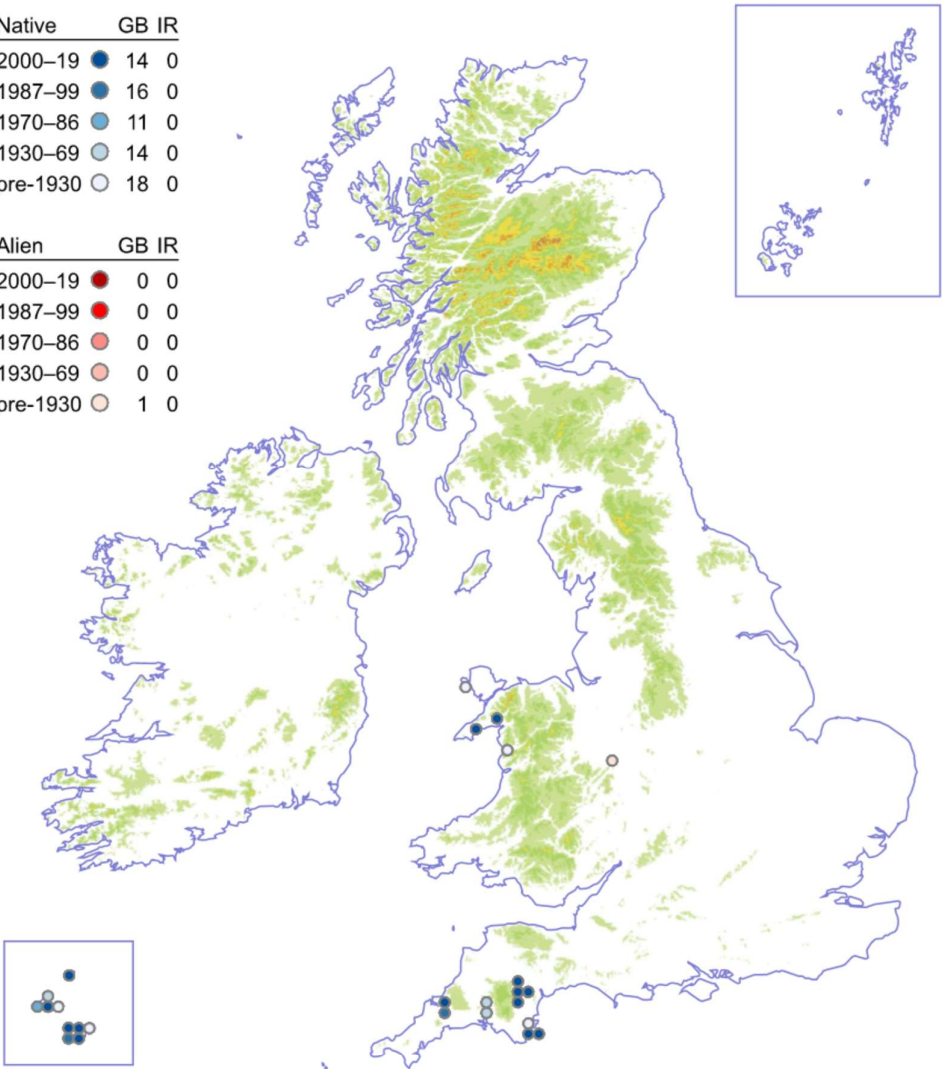 Native GB IR
2000–19 14 0
1987–99 16 0
1970–86 11 0
1930–69 14 0
ore-1930 18 0
Alien GB IR
2000–19 0 0
1987–99 0 0
1970–86 0 0
1930–69 0 0
ore-1930 1 0